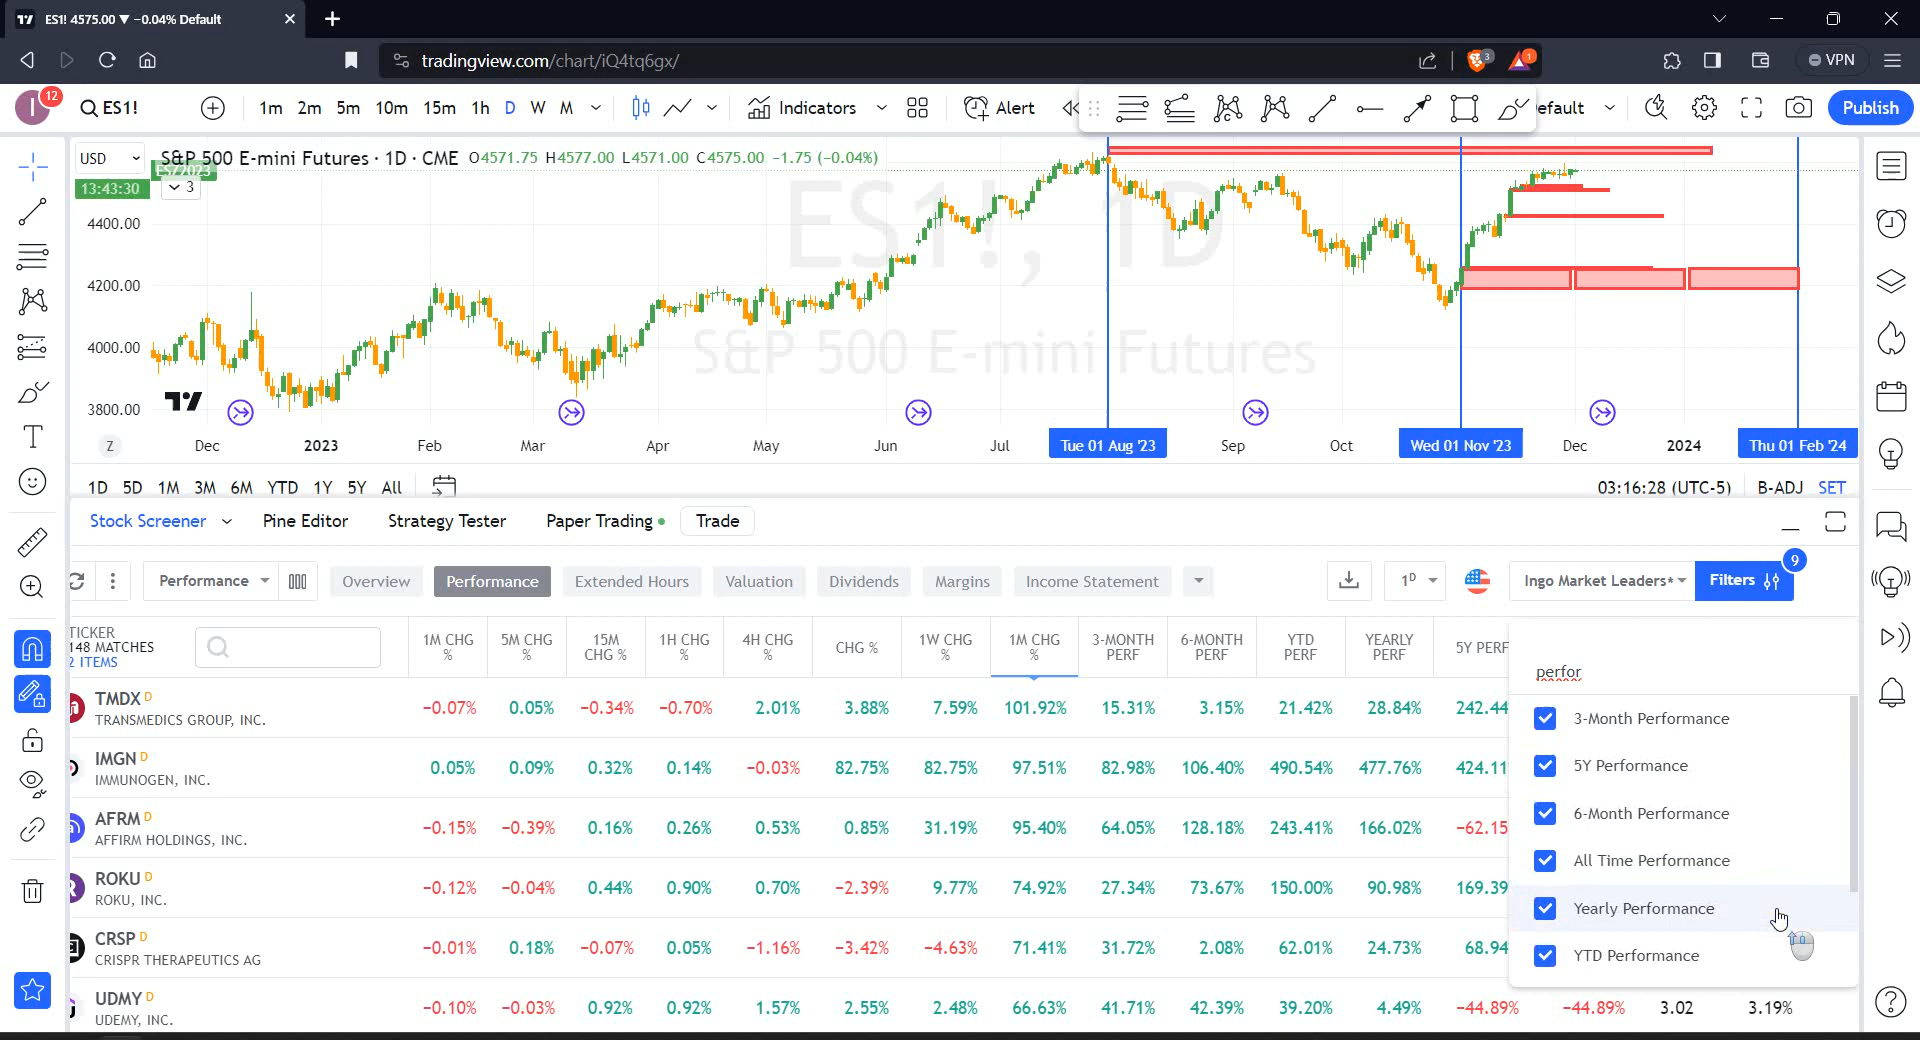 ES1! 4575.00 ▼ −0.04% Default
tradingview.com/chart/iQ4tq6gx/
3
1
VPN
I
12
ES1!
1m 2m 5m 10m 15m 1h D W M
Indicators
Alert
efault
Publish
USD
S&P 500 E-mini Futures · 1D · CME O4571.75 H4577.00 L4571.00 C4575.00 −1.75 (−0.04%)
ESZ2023
13:43:30
3
ES1!, 1D
S&P 500 E-mini Futures
4400.00
4200.00
4000.00
3800.00
Z
Dec 2023 Feb Mar Apr May Jun Jul Tue 01 Aug '23 Sep Oct Wed 01 Nov '23 Dec 2024 Thu 01 Feb '24
1D 5D 1M 3M 6M YTD 1Y 5Y All
03:16:28 (UTC-5) B-ADJ SET
Stock Screener Pine Editor Strategy Tester Paper Trading Trade
Performance Overview Performance Extended Hours Valuation Dividends Margins Income Statement
1D
Ingo Market Leaders*
Filters
9
TICKER
148 MATCHES
2 ITEMS
1M CHG %
5M CHG %
15M CHG %
1H CHG %
4H CHG %
CHG %
1W CHG %
1M CHG %
3-MONTH PERF
6-MONTH PERF
YTD PERF
YEARLY PERF
5Y PERF
TMDX D
TRANSMEDICS GROUP, INC.
−0.07% 0.05% −0.34% −0.70% 2.01% 3.88% 7.59% 101.92% 15.31% 3.15% 21.42% 28.84% 242.44
IMGN D
IMMUNOGEN, INC.
0.05% 0.09% 0.32% 0.14% −0.03% 82.75% 82.75% 97.51% 82.98% 106.40% 490.54% 477.76% 424.11
AFRM D
AFFIRM HOLDINGS, INC.
−0.15% −0.39% 0.16% 0.26% 0.53% 0.85% 31.19% 95.40% 64.05% 128.18% 243.41% 166.02% −62.15
ROKU D
ROKU, INC.
−0.12% −0.04% 0.44% 0.90% 0.70% −2.39% 9.77% 74.92% 27.34% 73.67% 150.00% 90.98% 169.39
CRSP D
CRISPR THERAPEUTICS AG
−0.01% 0.18% −0.07% 0.05% −1.16% −3.42% −4.63% 71.41% 31.72% 2.08% 62.01% 24.73% 68.94
UDMY D
UDEMY, INC.
−0.10% −0.03% 0.92% 0.92% 1.57% 2.55% 2.48% 66.63% 41.71% 42.39% 39.20% 4.49% −44.89% −44.89% 3.02 3.19%
perfor
3-Month Performance
5Y Performance
6-Month Performance
All Time Performance
Yearly Performance
YTD Performance